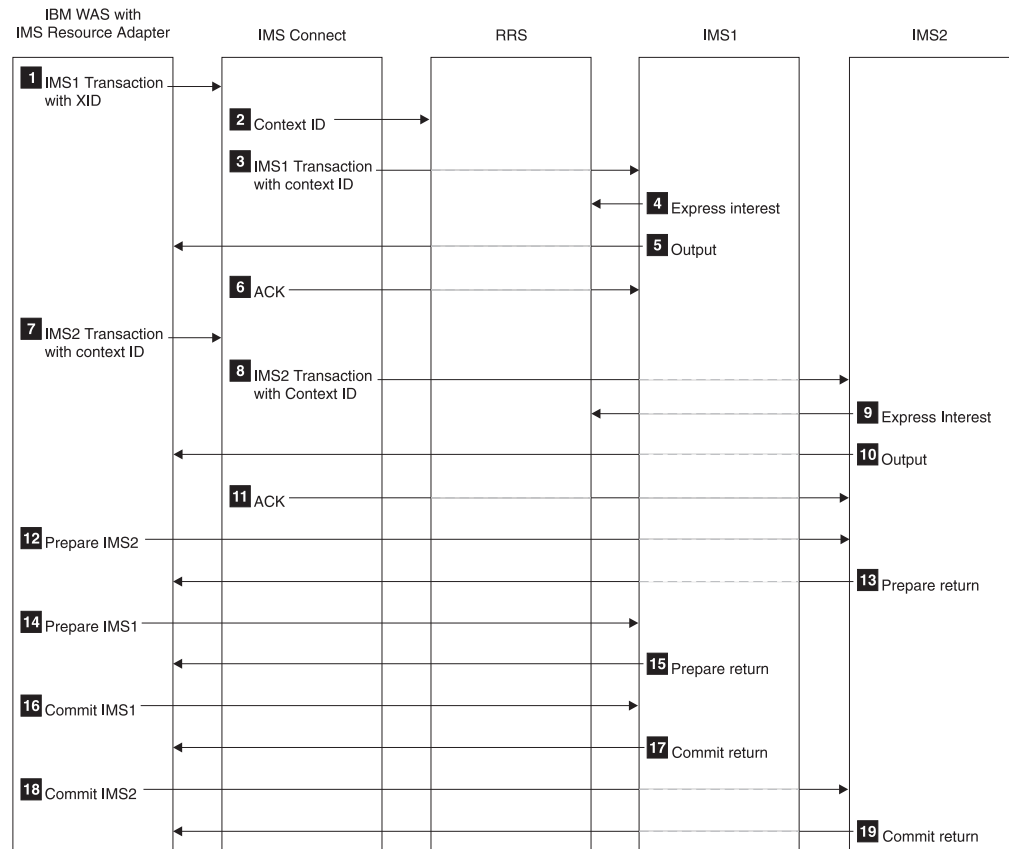 IBM WAS with
IMS Resource Adapter
IMS Connect
RRS
IMS1
IMS2
1 IMS1 Transaction
with XID
2 Context ID
3 IMS1 Transaction
with context ID
4 Express interest
5 Output
6 ACK
7 IMS2 Transaction
with context ID
8 IMS2 Transaction
with Context ID
9 Express Interest
10 Output
11 ACK
12 Prepare IMS2
13 Prepare return
14 Prepare IMS1
15 Prepare return
16 Commit IMS1
17 Commit return
18 Commit IMS2
19 Commit return